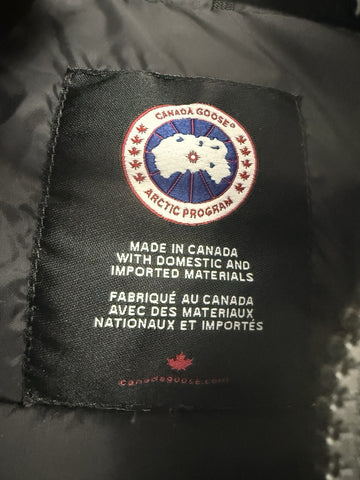 CANADA GOOSE®
ARCTIC PROGRAM
MADE IN CANADA
WITH DOMESTIC AND
IMPORTED MATERIALS
FABRIQUÉ AU CANADA
AVEC DES MATERIAUX
NATIONAUX ET IMPORTÉS
canadagoose.com